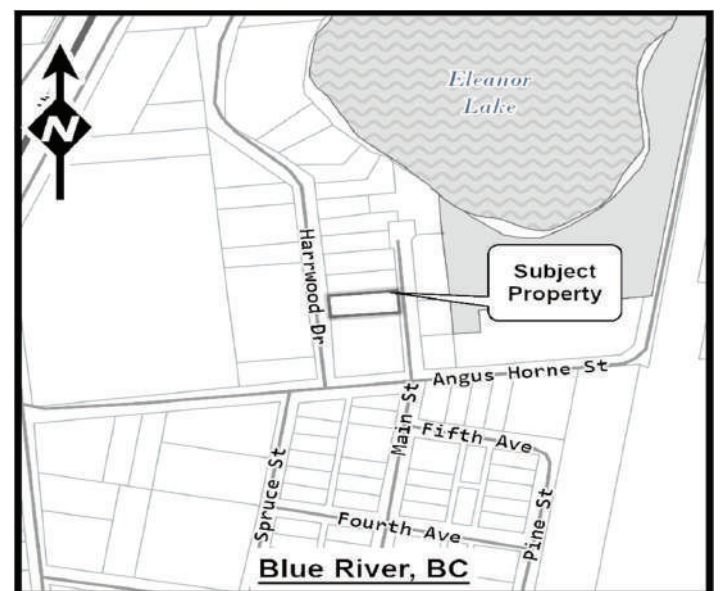 Eleanor
Lake
N
Harrwood Dr
Subject
Property
Angus Horne St
Main St
Fifth Ave
Spruce St
Fourth Ave
Pine St
Blue River, BC